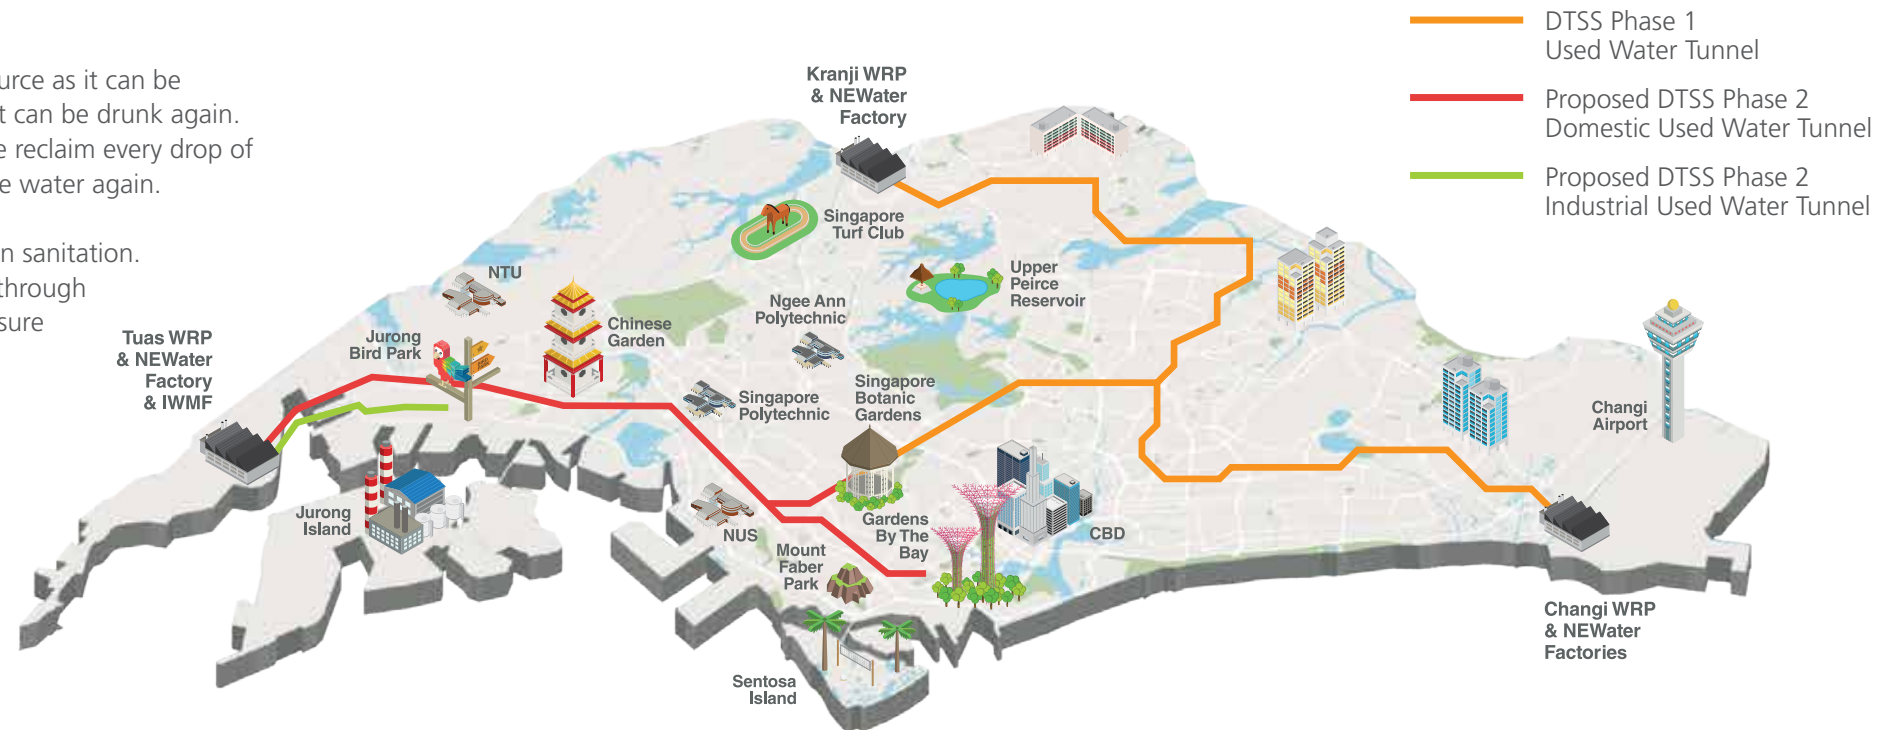 urce as it can be
t can be drunk again.
e reclaim every drop of
e water again.
n sanitation.
through
sure
DTSS Phase 1
Used Water Tunnel
Proposed DTSS Phase 2
Domestic Used Water Tunnel
Proposed DTSS Phase 2
Industrial Used Water Tunnel
Kranji WRP
& NEWater
Factory
Singapore
Turf Club
NTU
Upper
Peirce
Reservoir
Ngee Ann
Polytechnic
Chinese
Garden
Jurong
Bird Park
Tuas WRP
& NEWater
Factory
& IWMF
Singapore
Polytechnic
Singapore
Botanic
Gardens
Changi
Airport
Jurong
Island
NUS
Gardens
By The
Bay
CBD
Mount
Faber
Park
Changi WRP
& NEWater
Factories
Sentosa
Island